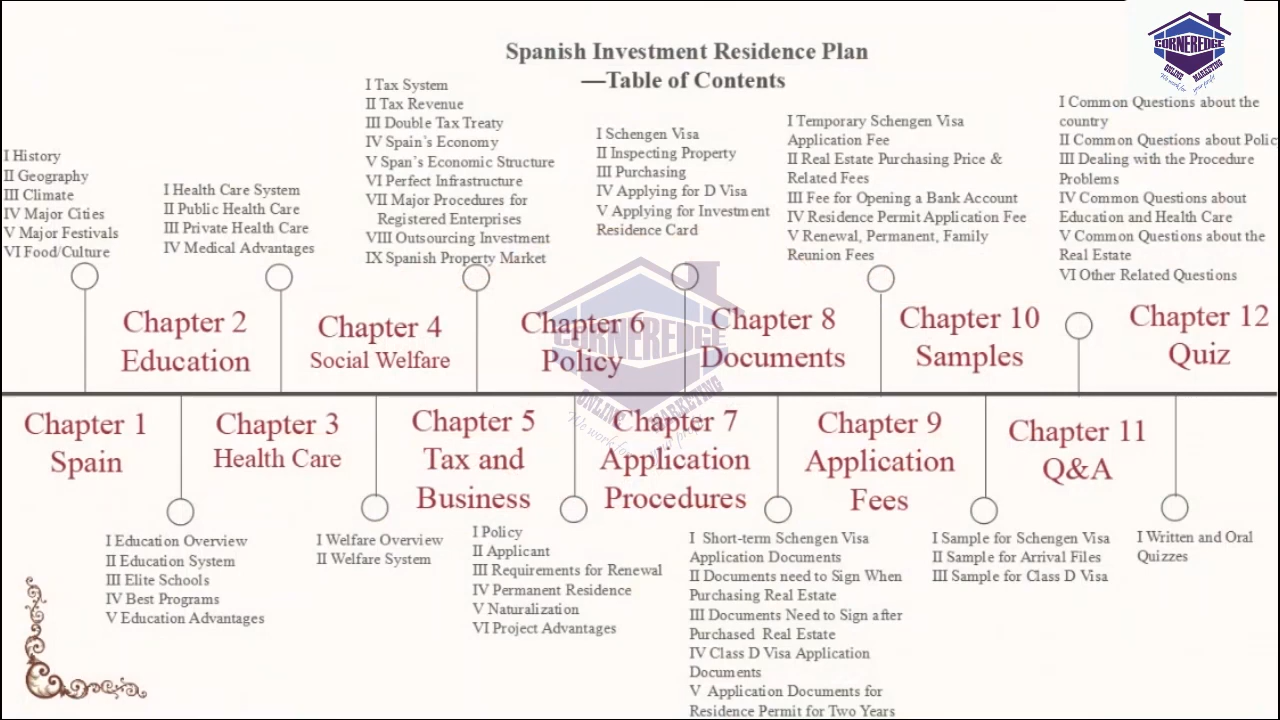 Spanish Investment Residence Plan
—Table of Contents
CORNEREDGE
ONLINE MARKETING
I History
II Geography
III Climate
IV Major Cities
V Major Festivals
VI Food/Culture
I Health Care System
II Public Health Care
III Private Health Care
IV Medical Advantages
I Tax System
II Tax Revenue
III Double Tax Treaty
IV Spain’s Economy
V Span’s Economic Structure
VI Perfect Infrastructure
VII Major Procedures for
Registered Enterprises
VIII Outsourcing Investment
IX Spanish Property Market
I Schengen Visa
II Inspecting Property
III Purchasing
IV Applying for D Visa
V Applying for Investment
Residence Card
I Temporary Schengen Visa
Application Fee
II Real Estate Purchasing Price &
Related Fees
III Fee for Opening a Bank Account
IV Residence Permit Application Fee
V Renewal, Permanent, Family
Reunion Fees
I Common Questions about the
country
II Common Questions about Polic
III Dealing with the Procedure
Problems
IV Common Questions about
Education and Health Care
V Common Questions about the
Real Estate
VI Other Related Questions
Chapter 2
Education
Chapter 4
Social Welfare
Chapter 6
Policy
Chapter 8
Documents
Chapter 10
Samples
Chapter 12
Quiz
CORNEREDGE
ONLINE MARKETING
We work for your profit
Chapter 1
Spain
Chapter 3
Health Care
Chapter 5
Tax and
Business
Chapter 7
Application
Procedures
Chapter 9
Application
Fees
Chapter 11
Q&A
I Education Overview
II Education System
III Elite Schools
IV Best Programs
V Education Advantages
I Welfare Overview
II Welfare System
I Policy
II Applicant
III Requirements for Renewal
IV Permanent Residence
V Naturalization
VI Project Advantages
I Short-term Schengen Visa
Application Documents
II Documents need to Sign When
Purchasing Real Estate
III Documents Need to Sign after
Purchased Real Estate
IV Class D Visa Application
Documents
V Application Documents for
Residence Permit for Two Years
I Sample for Schengen Visa
II Sample for Arrival Files
III Sample for Class D Visa
I Written and Oral
Quizzes